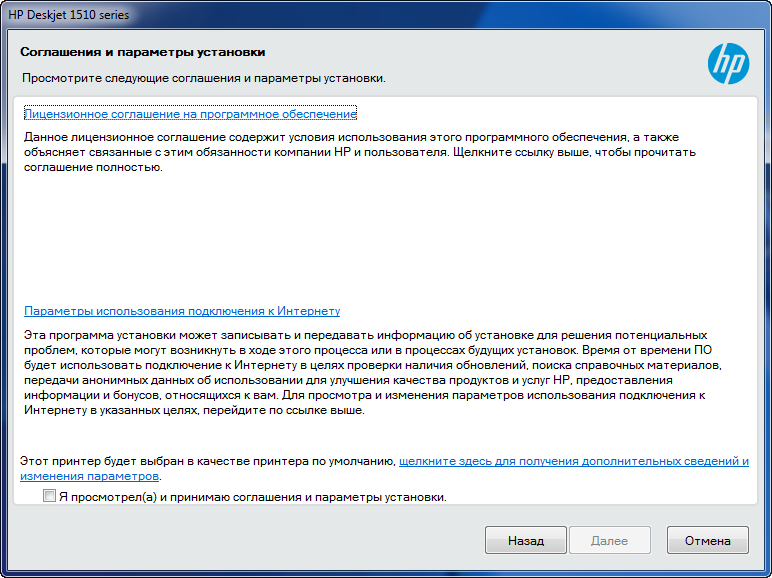 HP Deskjet 1510 series
Соглашения и параметры установки
Просмотрите следующие соглашения и параметры установки.
hp
Лицензионное соглашение на программное обеспечение
Данное лицензионное соглашение содержит условия использования этого программного обеспечения, а также
объясняет связанные с этим обязанности компании HP и пользователя. Щелкните ссылку выше, чтобы прочитать
соглашение полностью.
Параметры использования подключения к Интернету
Эта программа установки может записывать и передавать информацию об установке для решения потенциальных
проблем, которые могут возникнуть в ходе этого процесса или в процессах будущих установок. Время от времени ПО
будет использовать подключение к Интернету в целях проверки наличия обновлений, поиска справочных материалов,
передачи анонимных данных об использовании для улучшения качества продуктов и услуг HP, предоставления
информации и бонусов, относящихся к вам. Для просмотра и изменения параметров использования подключения к
Интернету в указанных целях, перейдите по ссылке выше.
Этот принтер будет выбран в качестве принтера по умолчанию, щелкните здесь для получения дополнительных сведений и
изменения параметров.
Я просмотрел(а) и принимаю соглашения и параметры установки.
Назад Далее Отмена